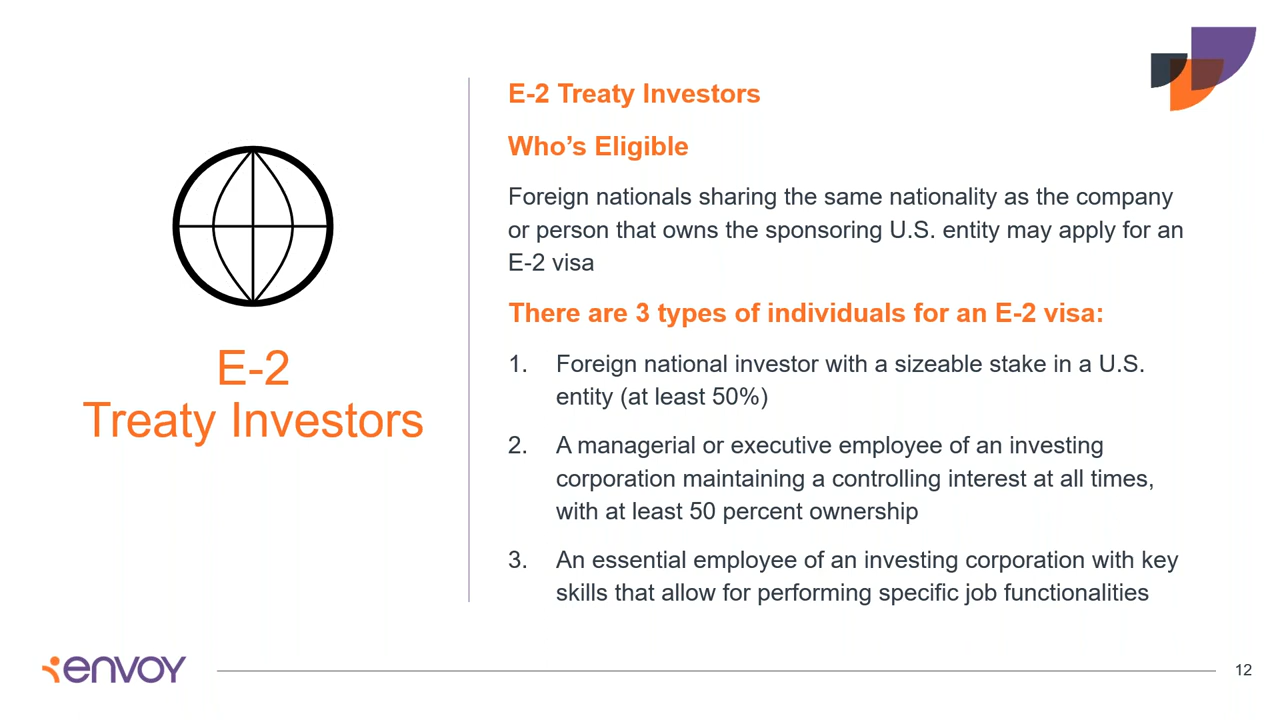 E-2
Treaty Investors
E-2 Treaty Investors
Who’s Eligible
Foreign nationals sharing the same nationality as the company
or person that owns the sponsoring U.S. entity may apply for an
E-2 visa
There are 3 types of individuals for an E-2 visa:
1. Foreign national investor with a sizeable stake in a U.S.
entity (at least 50%)
2. A managerial or executive employee of an investing
corporation maintaining a controlling interest at all times,
with at least 50 percent ownership
3. An essential employee of an investing corporation with key
skills that allow for performing specific job functionalities
envoy
12